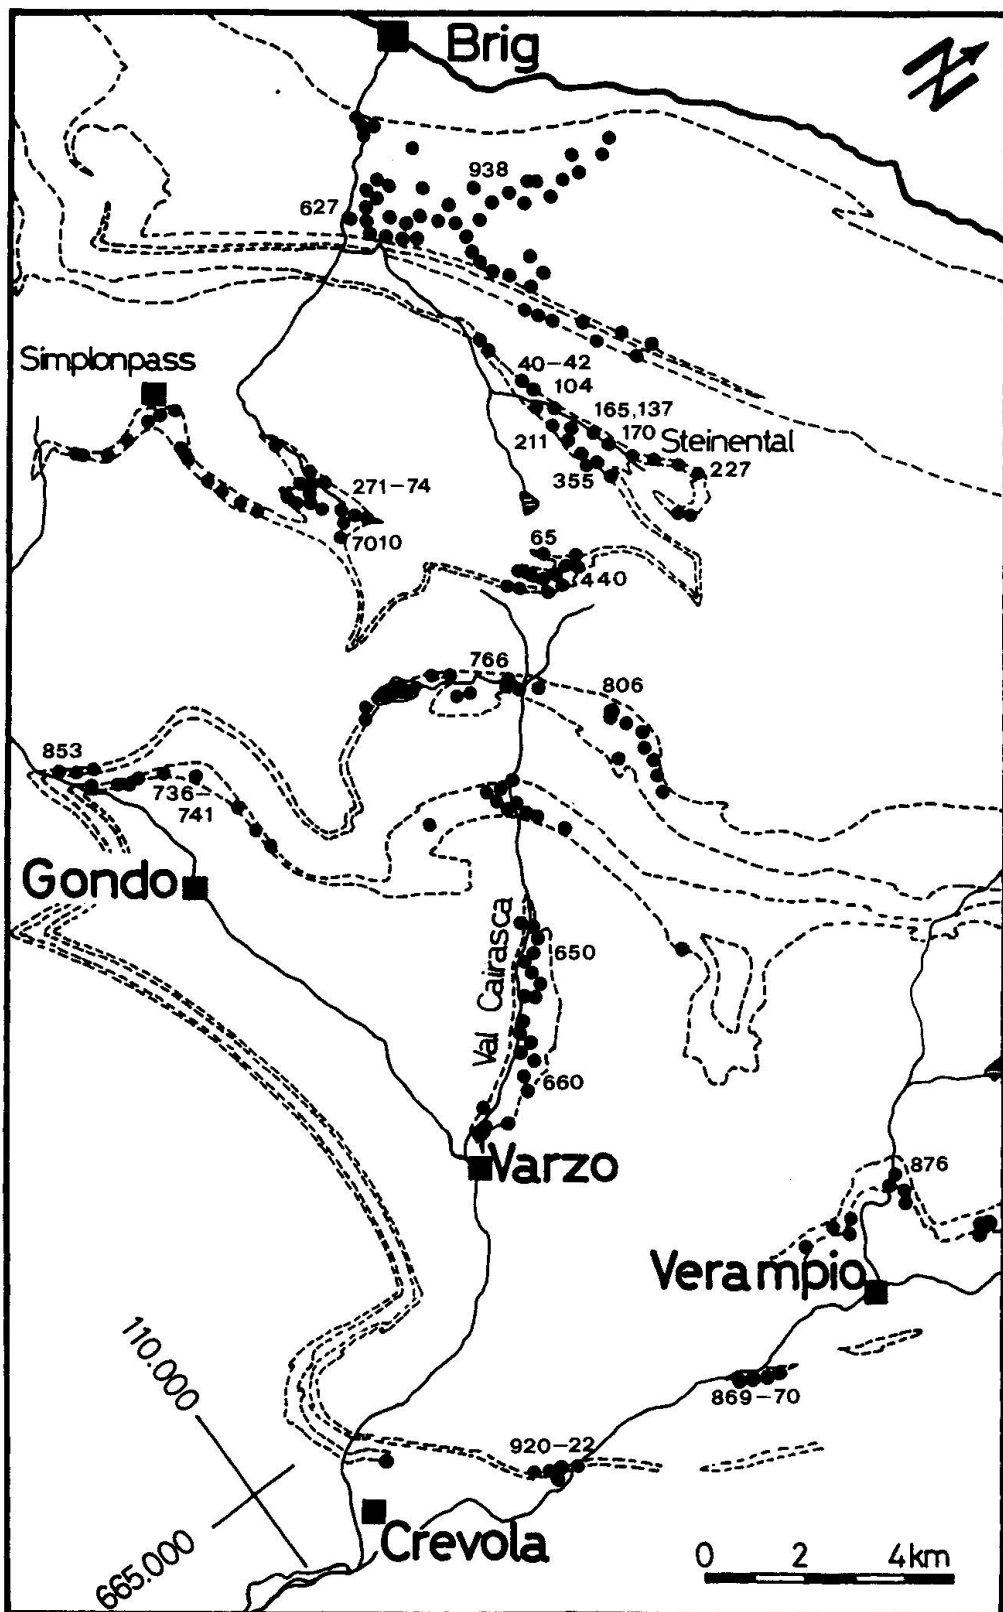 Brig
N
938
627
Simplonpass
40-42
104
165,137
211
170
Steinental
355
227
271-74
7010
65
440
766
806
853
736-
741
Gondo
Val Cairasca
650
660
Varzo
876
Verampio
110.000
869-70
920-22
665.000
Crevola
0 2 4km